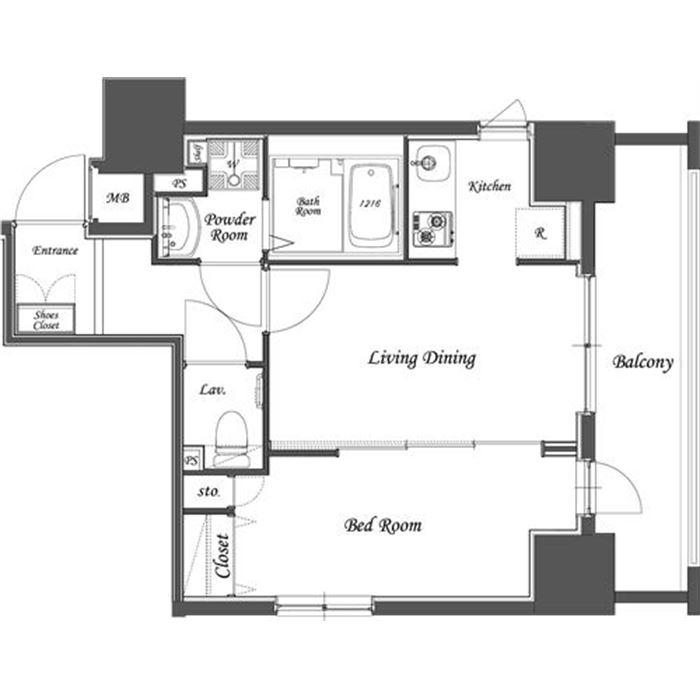 Shelf
W
PS
MB
Powder
Room
Bath
Room
1216
Kitchen
R
Entrance
Shoes
Closet
Living Dining
Balcony
Lav.
PS
sto.
Bed Room
Closet